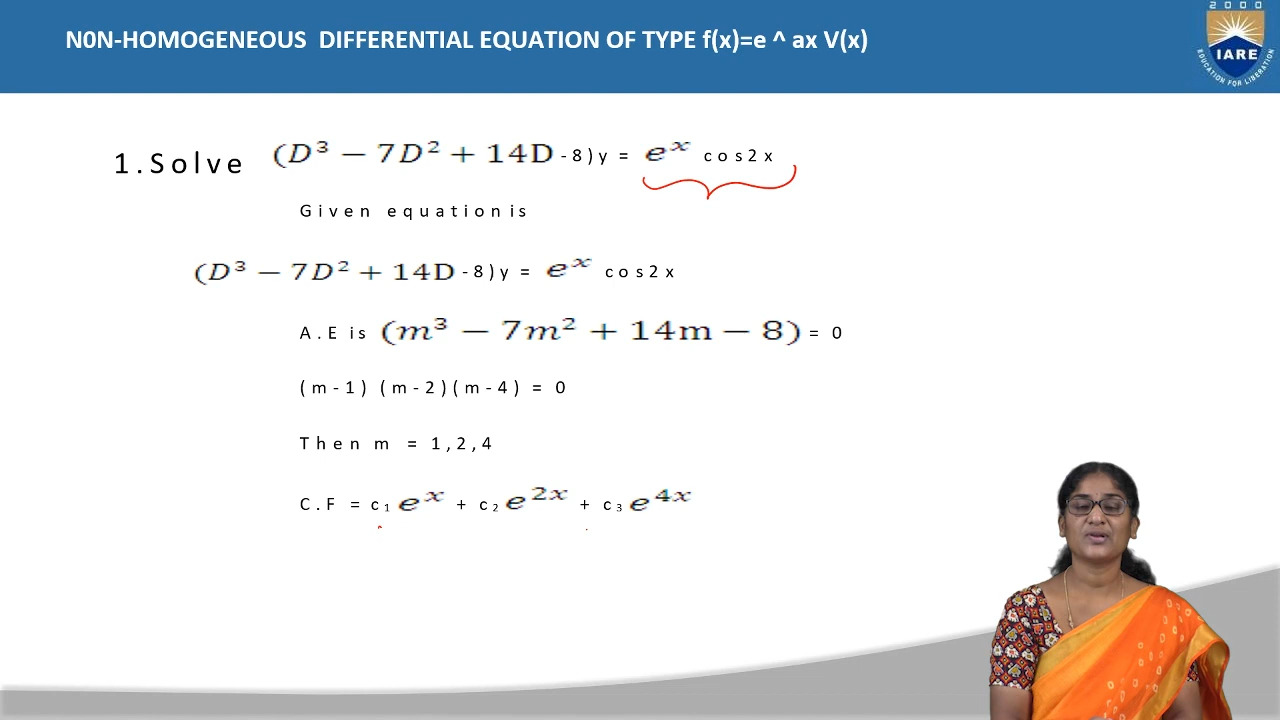 N0N-HOMOGENEOUS DIFFERENTIAL EQUATION OF TYPE f(x)=e ^ ax V(x)
2000
IARE
EDUCATION FOR LIBERATION
1.Solve (D³ − 7D² + 14D -8)y = eˣ cos2x
Given equation is
(D³ − 7D² + 14D -8)y = eˣ cos2x
A.E is (m³ − 7m² + 14m − 8) = 0
(m-1) (m-2)(m-4) = 0
Then m = 1,2,4
C.F = c₁ eˣ + c₂ e²ˣ + c₃ e⁴ˣ